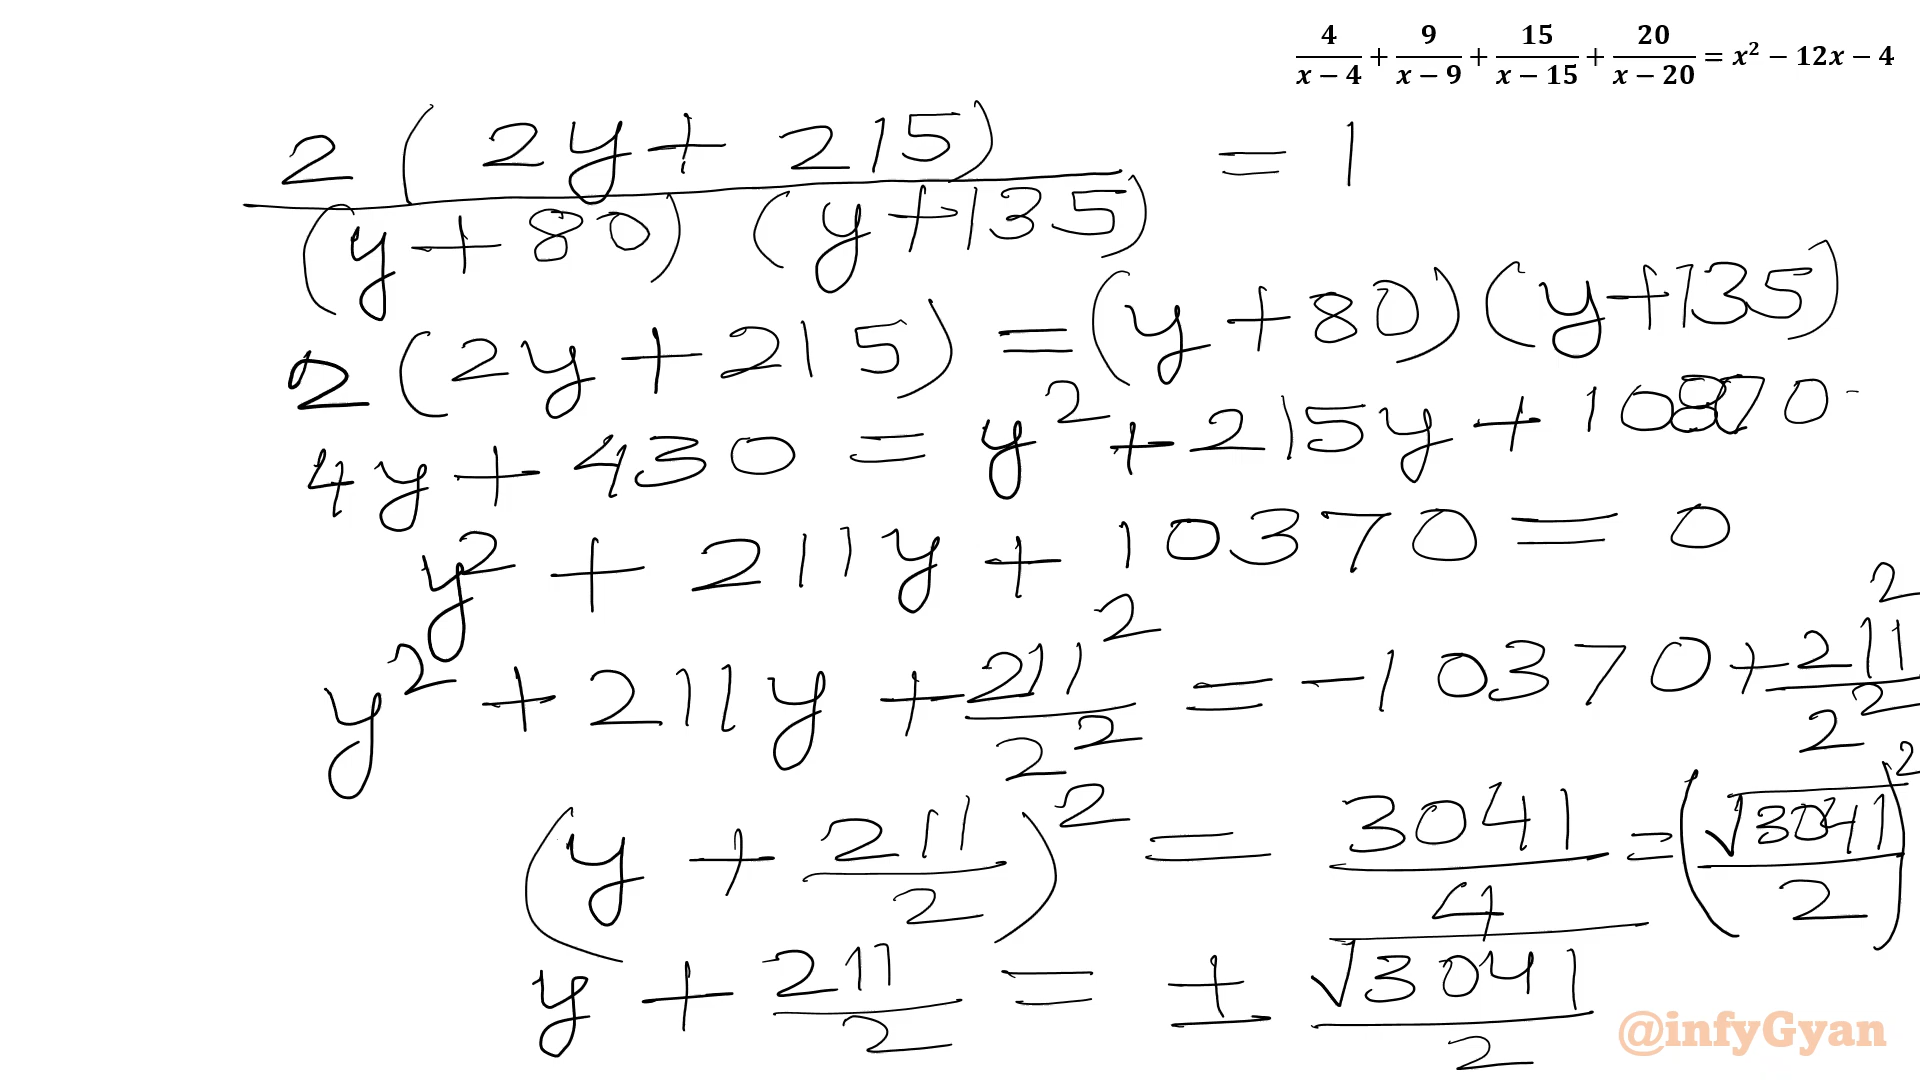 4/(x − 4) + 9/(x − 9) + 15/(x − 15) + 20/(x − 20) = x² − 12x − 4
2(2y + 215)/((y + 80)(y + 135)) = 1
2(2y + 215) = (y + 80)(y + 135)
4y + 430 = y² + 215y + 10
y² + 211y + 10370 = 0
y² + 211y + 211²/2² = −10370 + 211²/2²
(y + 211/2)² = 3041/4 = (√3041/2)²
y + 211/2 = ± √3041/2
@infyGyan